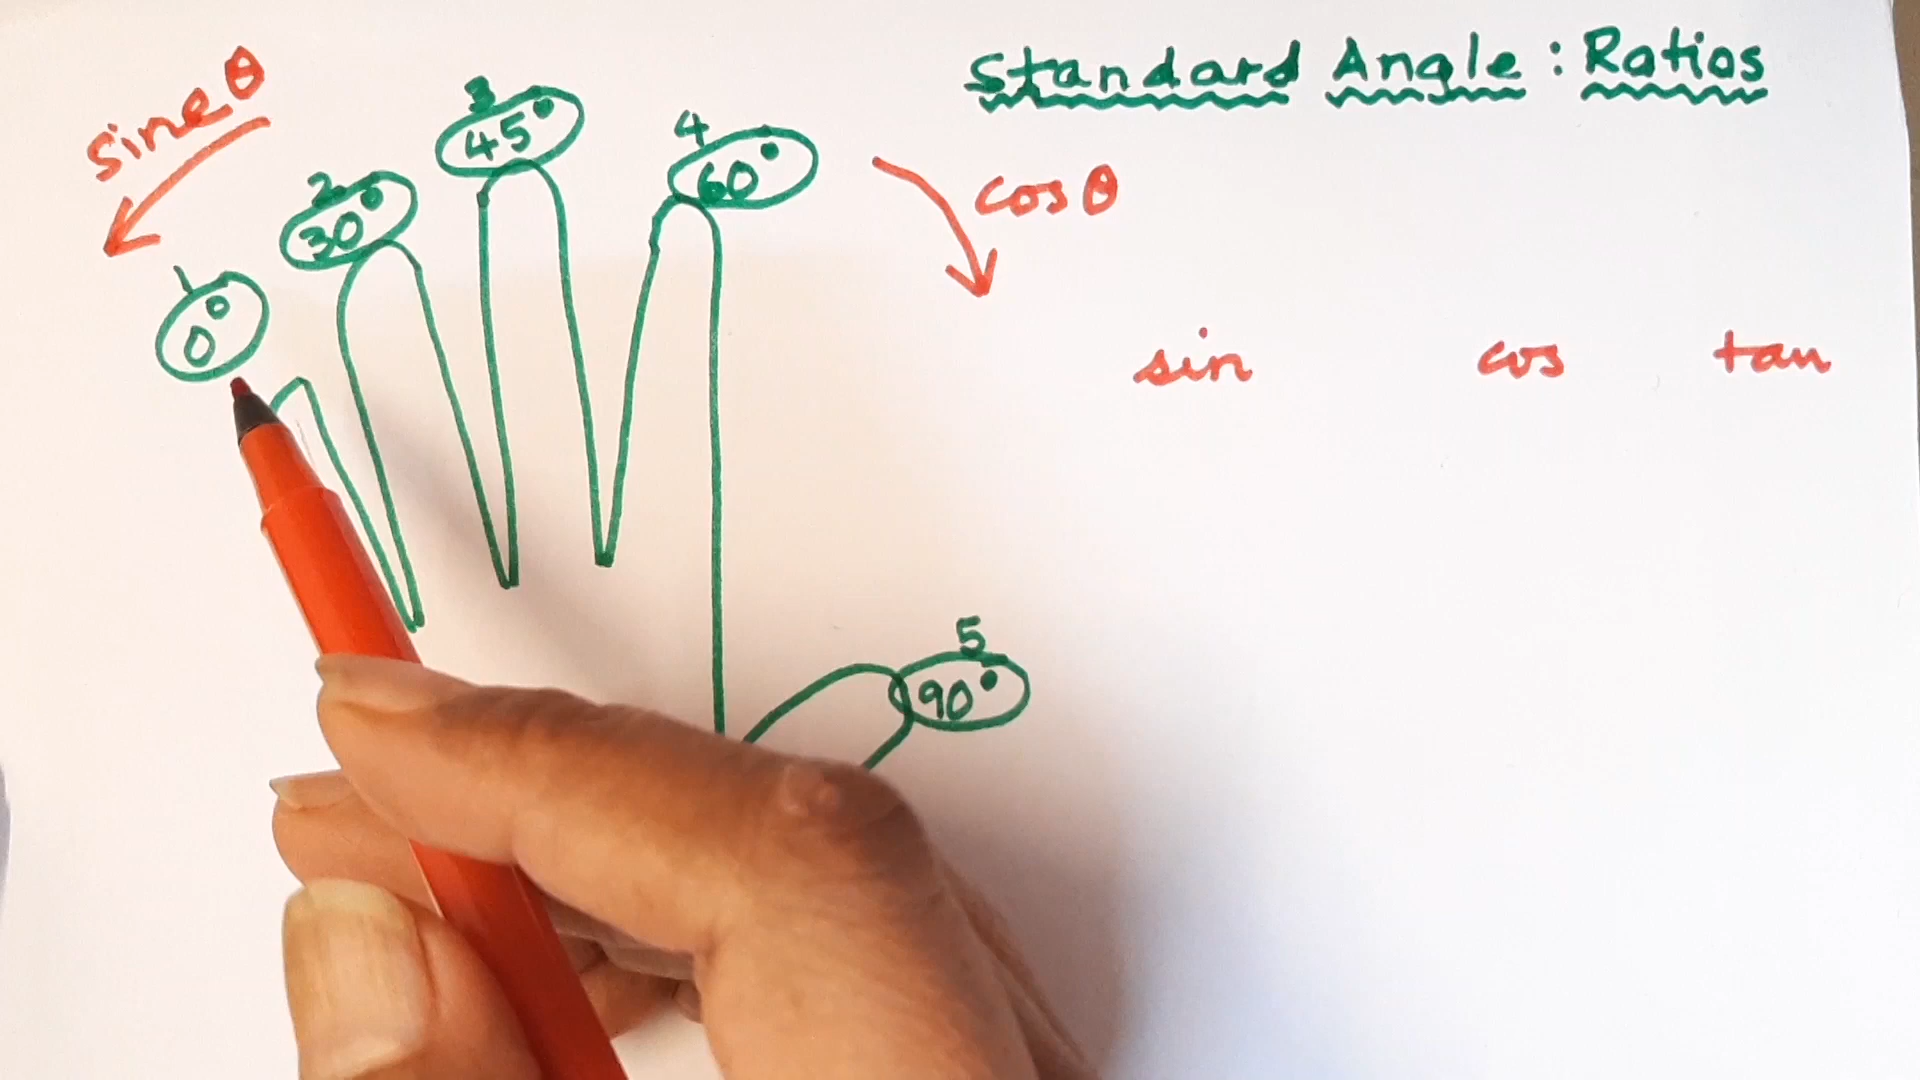 Standard Angle : Ratios
sine θ
cos θ
1
0°
2
30°
3
45°
4
60°
5
90°
sin cos tan